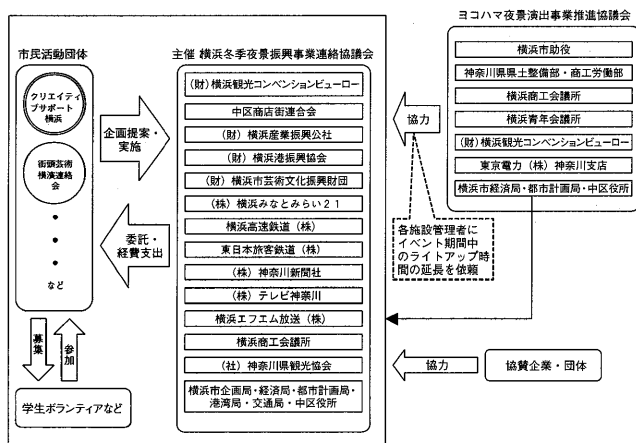 市民活動団体
クリエイティ
ブサポート
横浜
街頭芸術
横濱連絡
会
・
・
・
など
募集
参加
学生ボランティアなど
企画提案・
実施
委託・
経費支出
主催 横浜冬季夜景振興事業連絡協議会
(財)横浜観光コンベンションビューロー
中区商店街連合会
(財)横浜産業振興公社
(財)横浜港振興協会
(財)横浜市芸術文化振興財団
(株)横浜みなとみらい21
横浜高速鉄道(株)
東日本旅客鉄道(株)
(株)神奈川新聞社
(株)テレビ神奈川
横浜エフエム放送(株)
横浜商工会議所
(社)神奈川県観光協会
横浜市企画局・経済局・都市計画局・
港湾局・交通局・中区役所
ヨコハマ夜景演出事業推進協議会
横浜市助役
神奈川県県土整備部・商工労働部
横浜商工会議所
横浜青年会議所
(財)横浜観光コンベンションビューロー
東京電力(株)神奈川支店
横浜市経済局・都市計画局・中区役所
協力
各施設管理者に
イベント期間中
のライトアップ時
間の延長を依頼
協力
協賛企業・団体